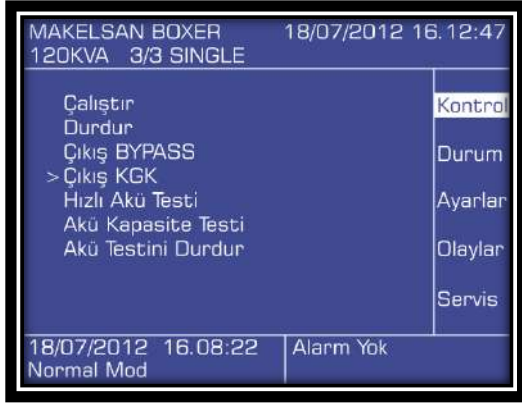 MAKELSAN BOXER 18/07/2012 16.12:47
120KVA 3/3 SINGLE
Çalıştır
Durdur
Çıkış BYPASS
>Çıkış KGK
Hızlı Akü Testi
Akü Kapasite Testi
Akü Testini Durdur
Kontrol
Durum
Ayarlar
Olaylar
Servis
18/07/2012 16.08:22 Alarm Yok
Normal Mod